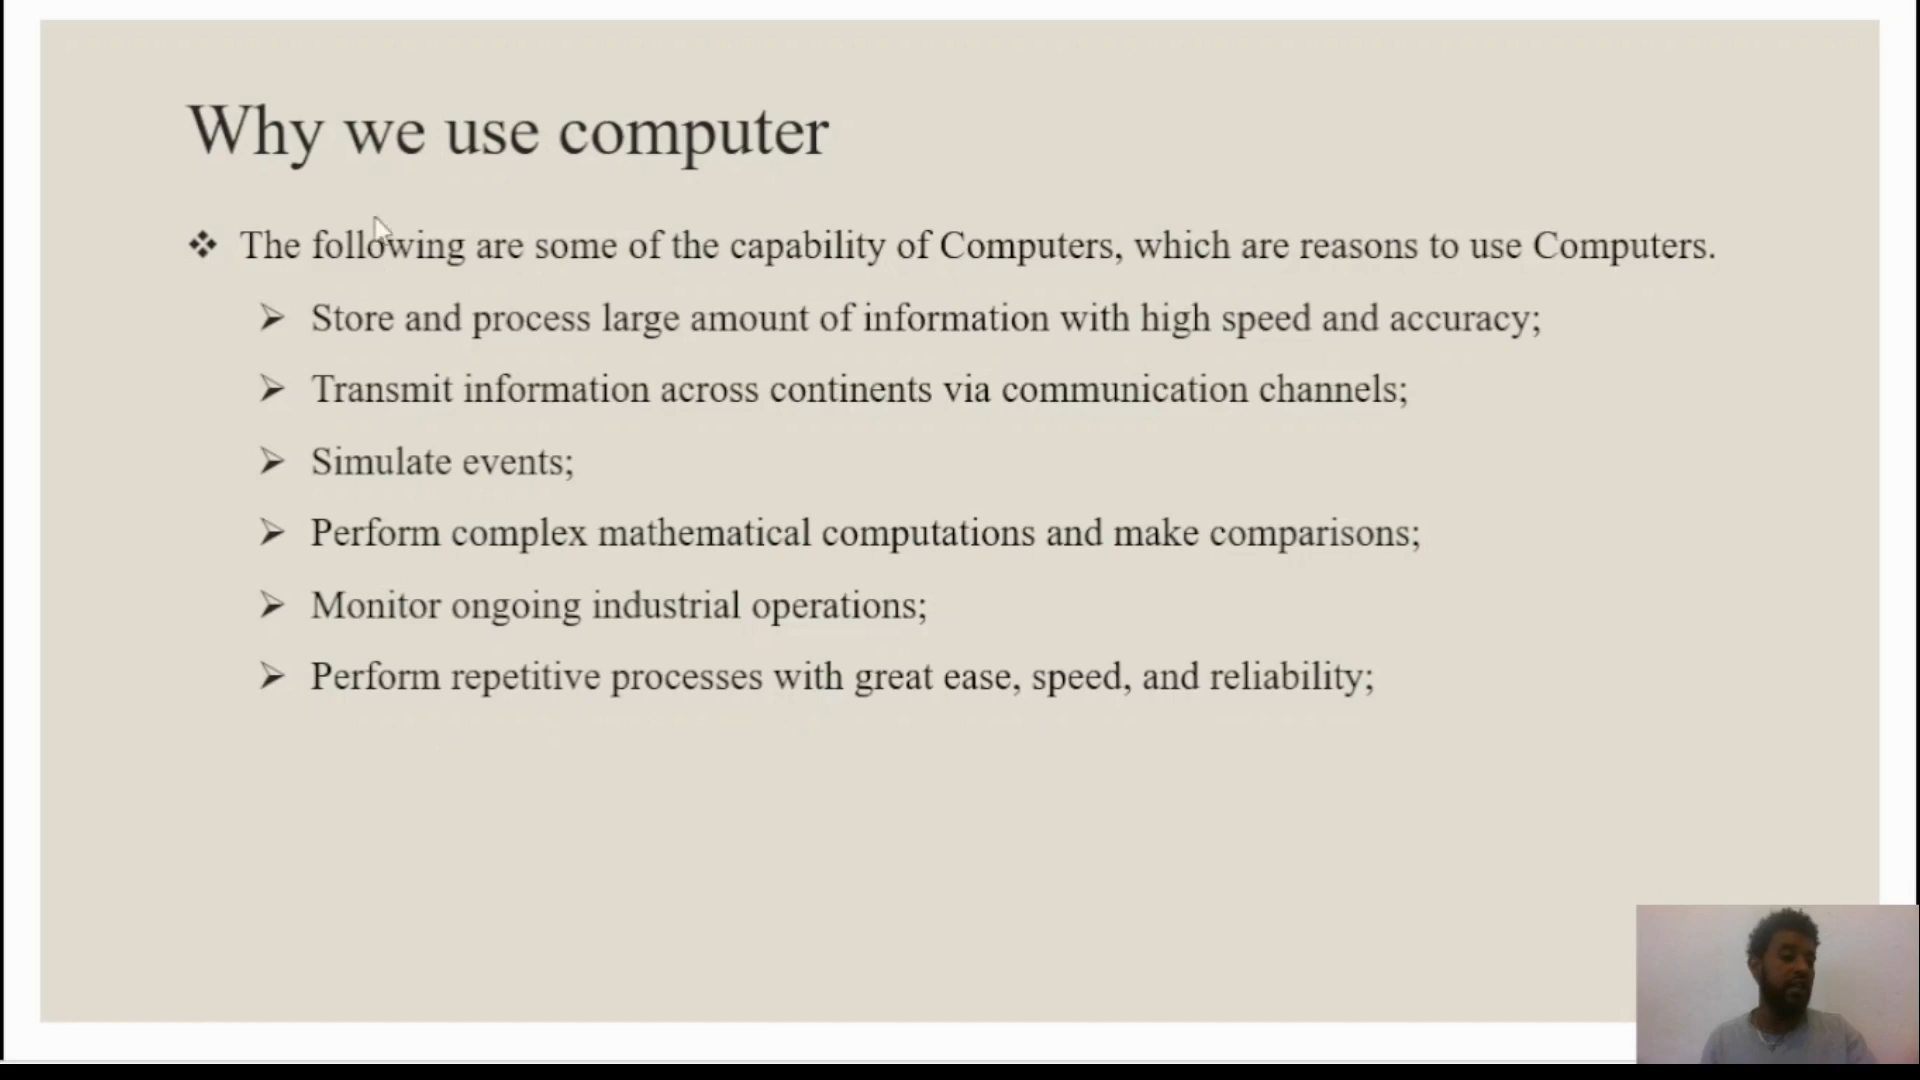 Why we use computer
The following are some of the capability of Computers, which are reasons to use Computers.
Store and process large amount of information with high speed and accuracy;
Transmit information across continents via communication channels;
Simulate events;
Perform complex mathematical computations and make comparisons;
Monitor ongoing industrial operations;
Perform repetitive processes with great ease, speed, and reliability;